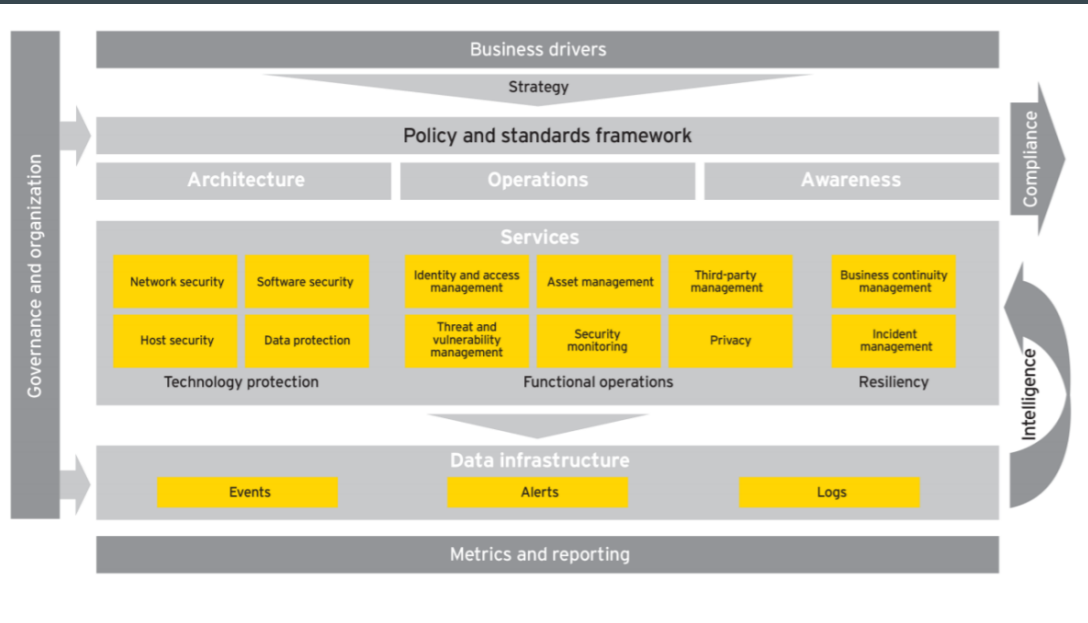 Business drivers
Strategy
Policy and standards framework
Architecture
Operations
Awareness
Governance and organization
Compliance
Services
Network security
Software security
Identity and access
management
Asset management
Third-party
management
Business continuity
management
Host security
Data protection
Threat and
vulnerability
management
Security
monitoring
Privacy
Incident
management
Technology protection
Functional operations
Resiliency
Intelligence
Data infrastructure
Events
Alerts
Logs
Metrics and reporting